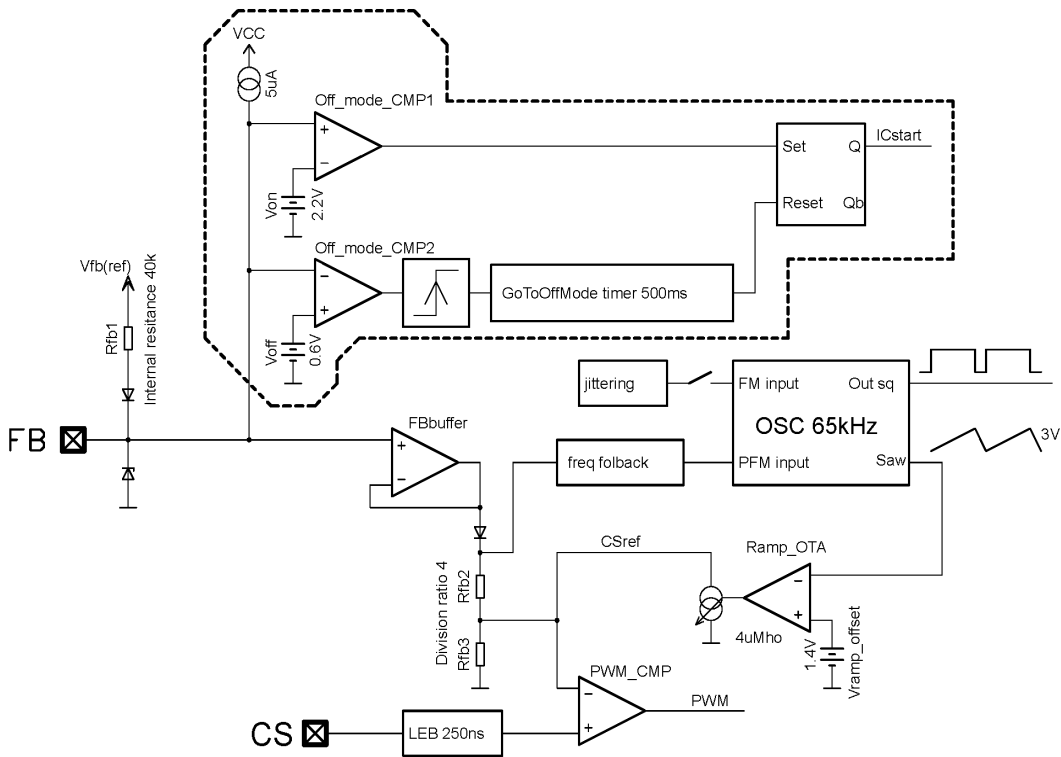 VCC
5uA
Off_mode_CMP1
+
−
Von
2.2V
Set
Q
ICstart
Reset
Qb
Off_mode_CMP2
−
+
Voff
0.6V
GoToOffMode timer 500ms
Vfb(ref)
Rfb1
Internal resitance 40k
jittering
FM input
Out sq
OSC 65kHz
PFM input
Saw
3V
FB
FBbuffer
+
−
freq folback
CSref
Ramp_OTA
−
+
4uMho
1.4V
Vramp_offset
Division ratio 4
Rfb2
Rfb3
PWM_CMP
−
+
PWM
CS
LEB 250ns